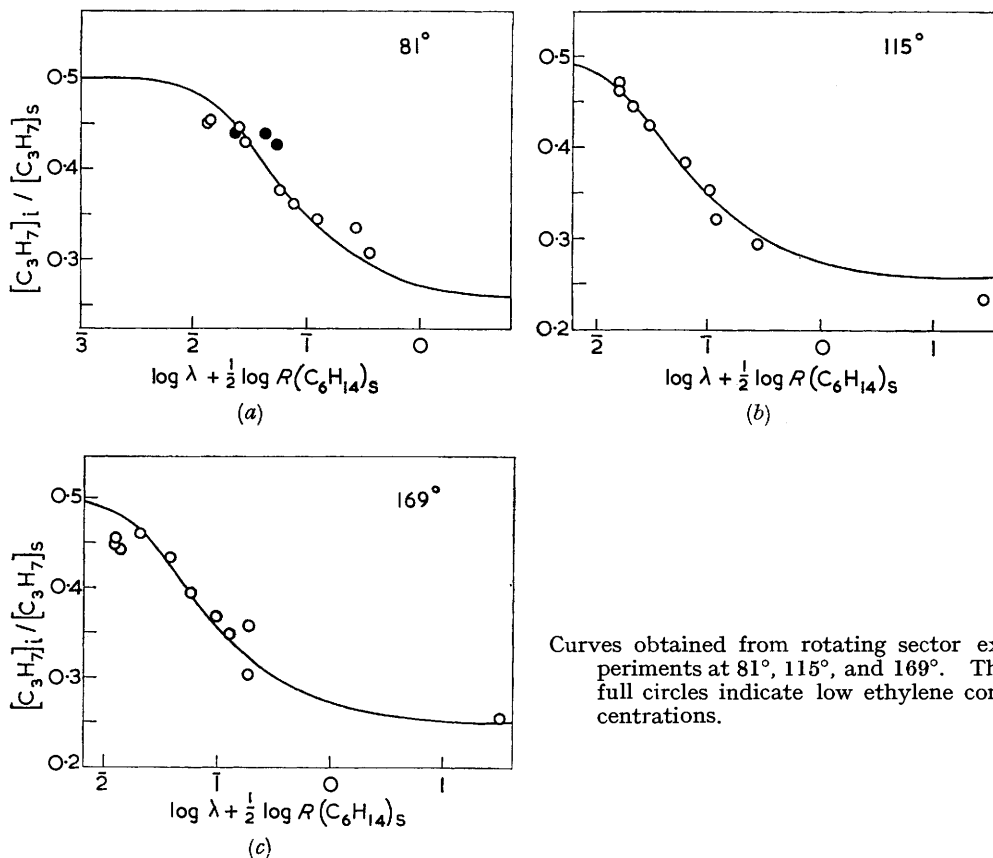 81°
0·5
0·4
0·3
[C₃H₇]i / [C₃H₇]s
3̄ 2̄ 1̄ 0
log λ + ½ log R(C₆H₁₄)s
(a)
115°
0·5
0·4
0·3
0·2
2̄ 1̄ 0 1
log λ + ½ log R(C₆H₁₄)s
(b)
169°
0·5
0·4
0·3
0·2
[C₃H₇]i / [C₃H₇]s
2̄ 1̄ 0 1
log λ + ½ log R(C₆H₁₄)s
(c)
Curves obtained from rotating sector ex
periments at 81°, 115°, and 169°. Th
full circles indicate low ethylene con
centrations.